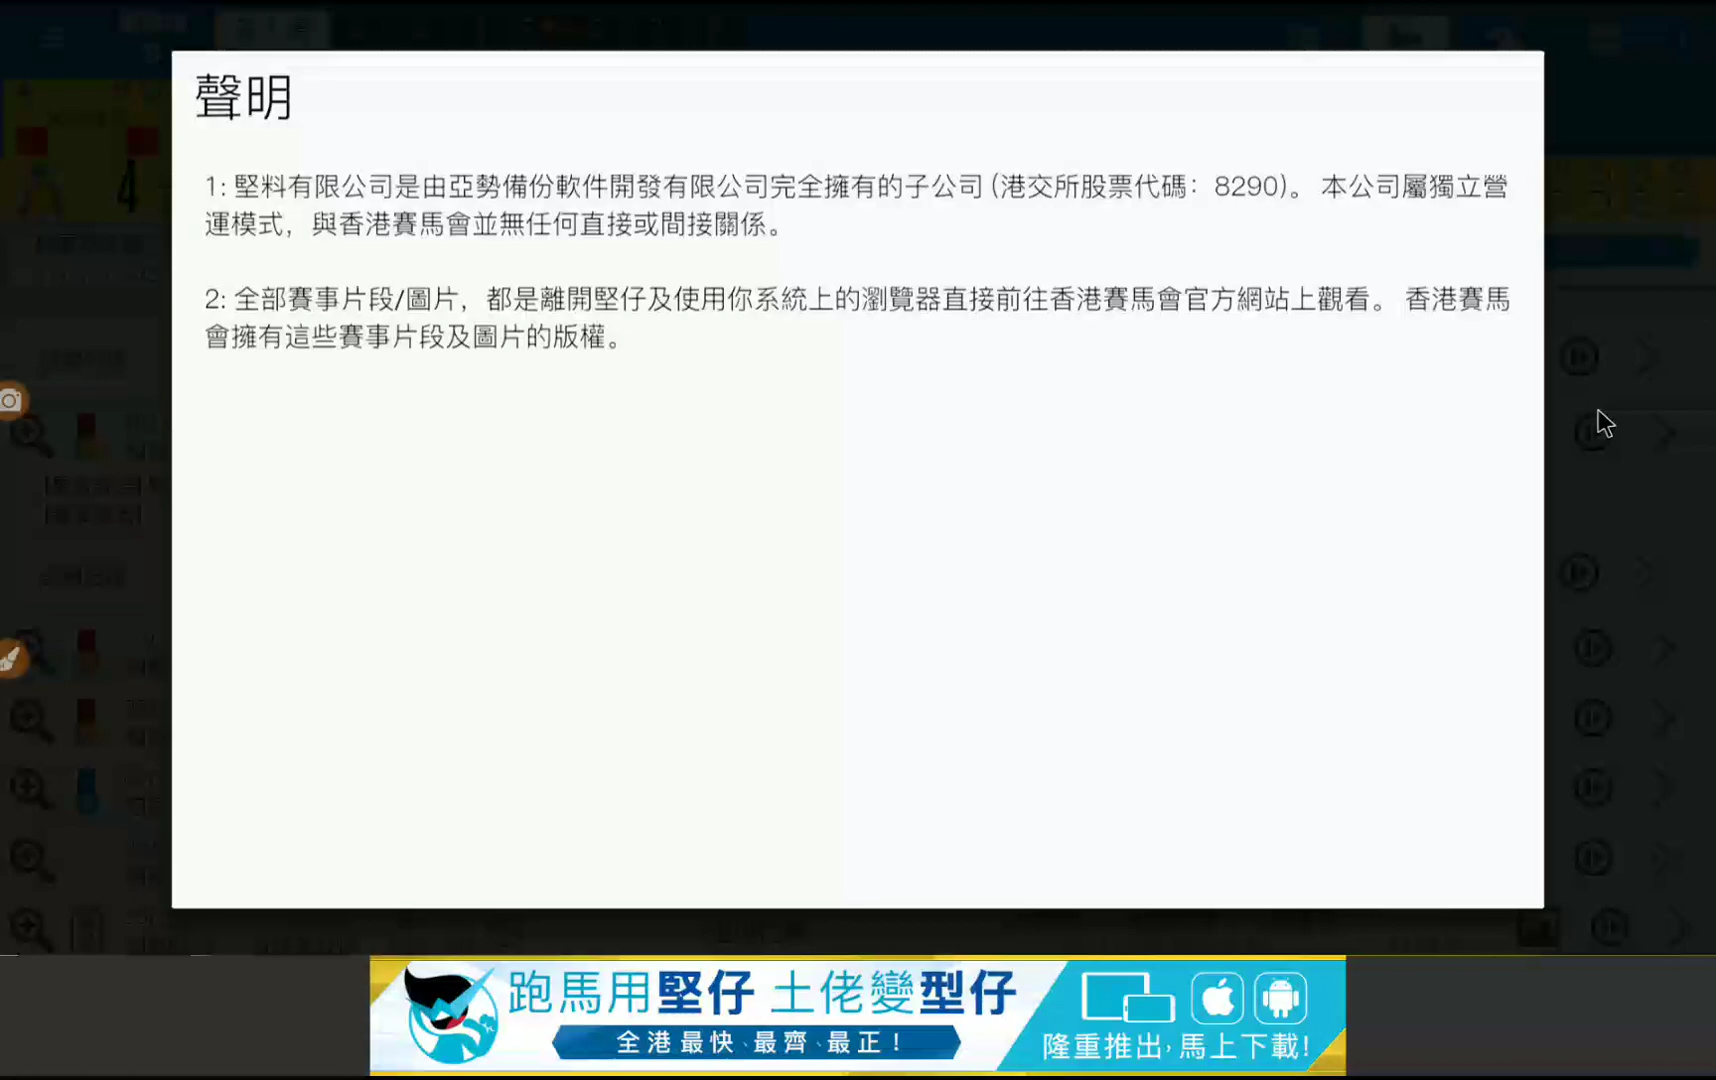 聲明
1: 堅料有限公司是由亞勢備份軟件開發有限公司完全擁有的子公司 (港交所股票代碼：8290)。 本公司屬獨立營
運模式，與香港賽馬會並無任何直接或間接關係。
2: 全部賽事片段/圖片，都是離開堅仔及使用你系統上的瀏覽器直接前往香港賽馬會官方網站上觀看。 香港賽馬
會擁有這些賽事片段及圖片的版權。
4
跑馬用堅仔 土佬變型仔
全港最快、最齊、最正！
隆重推出，馬上下載!